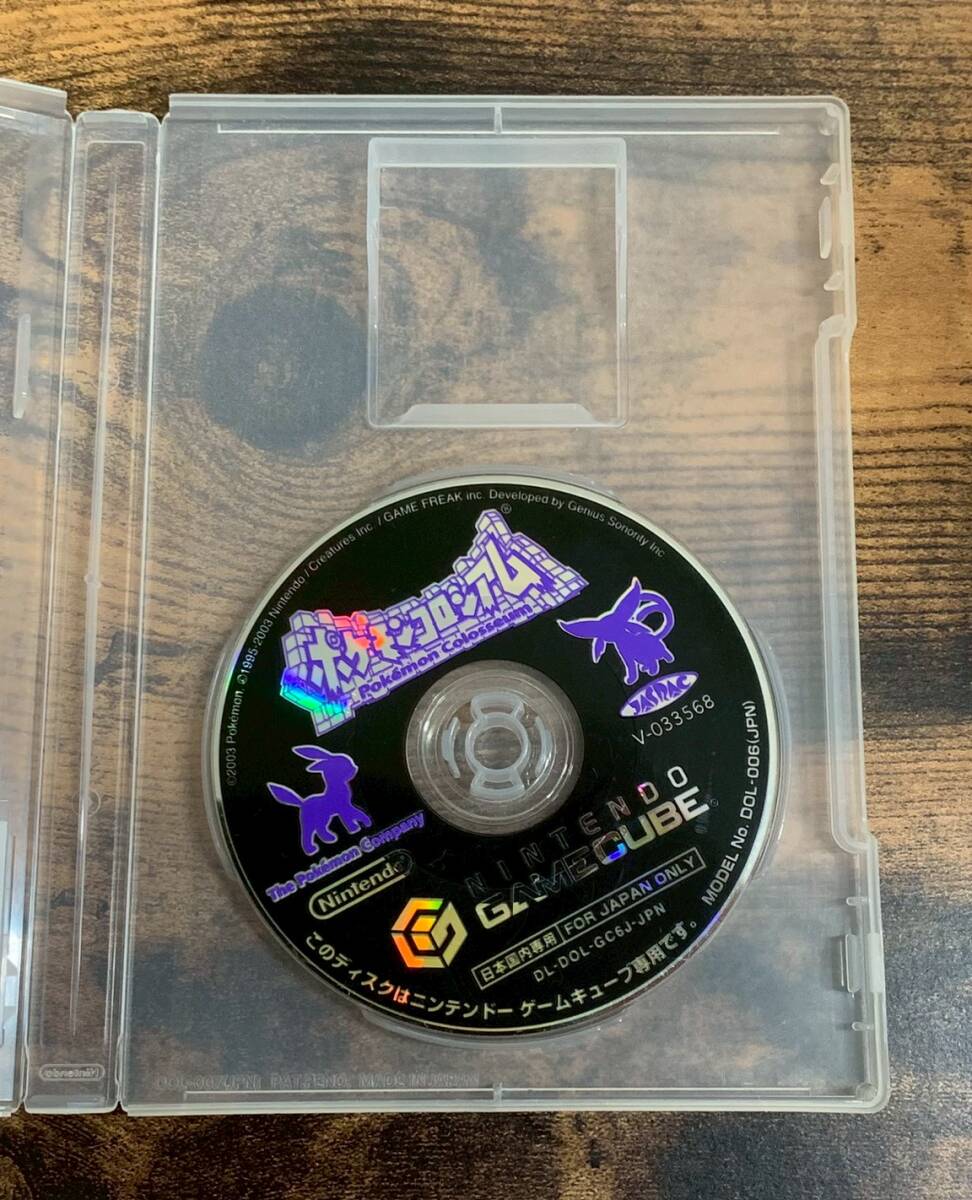 ©2003 Pokémon. ©1995-2003 Nintendo / Creatures Inc. / GAME FREAK inc. Developed by Genius Sonority Inc.
ポケモンコロシアム
®
Pokémon Colosseum
JASRAC
V-033568
The Pokémon Company
Nintendo
NINTENDO
GAMECUBE
日本国内専用 FOR JAPAN ONLY
DL-DOL-GC6J-JPN
MODEL No. DOL-006(JPN)
このディスクはニンテンドー ゲームキューブ専用です。
Nintendo
MADE IN JAPAN